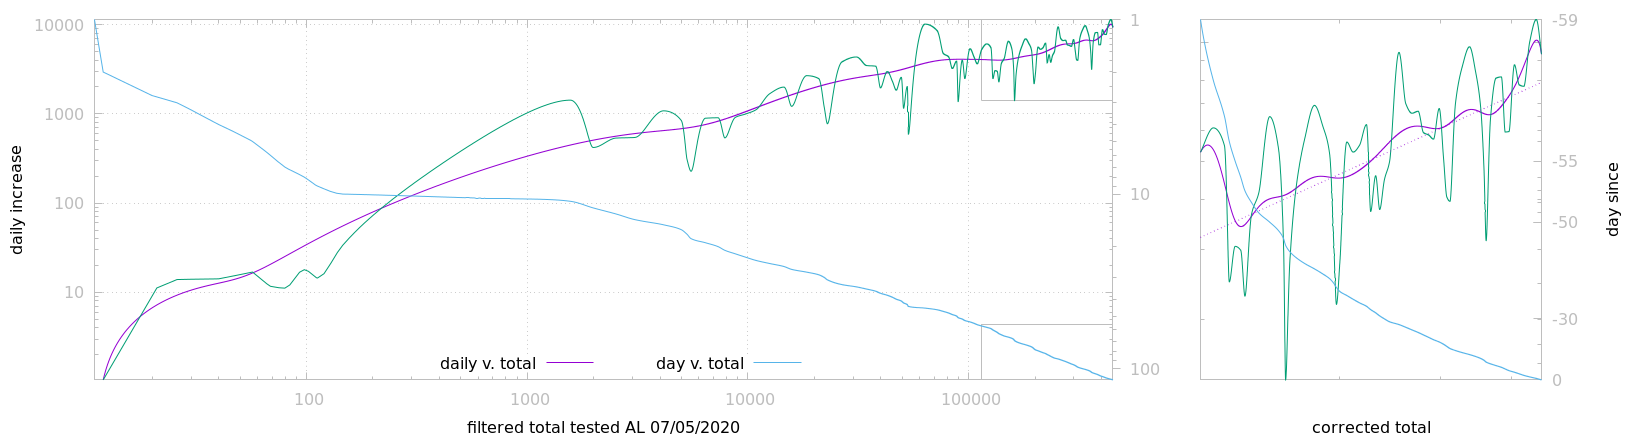 10000
1000
100
10
daily increase
daily v. total
day v. total
1
10
100
100
1000
10000
100000
filtered total tested AL 07/05/2020
-59
-55
-50
-30
0
day since
corrected total